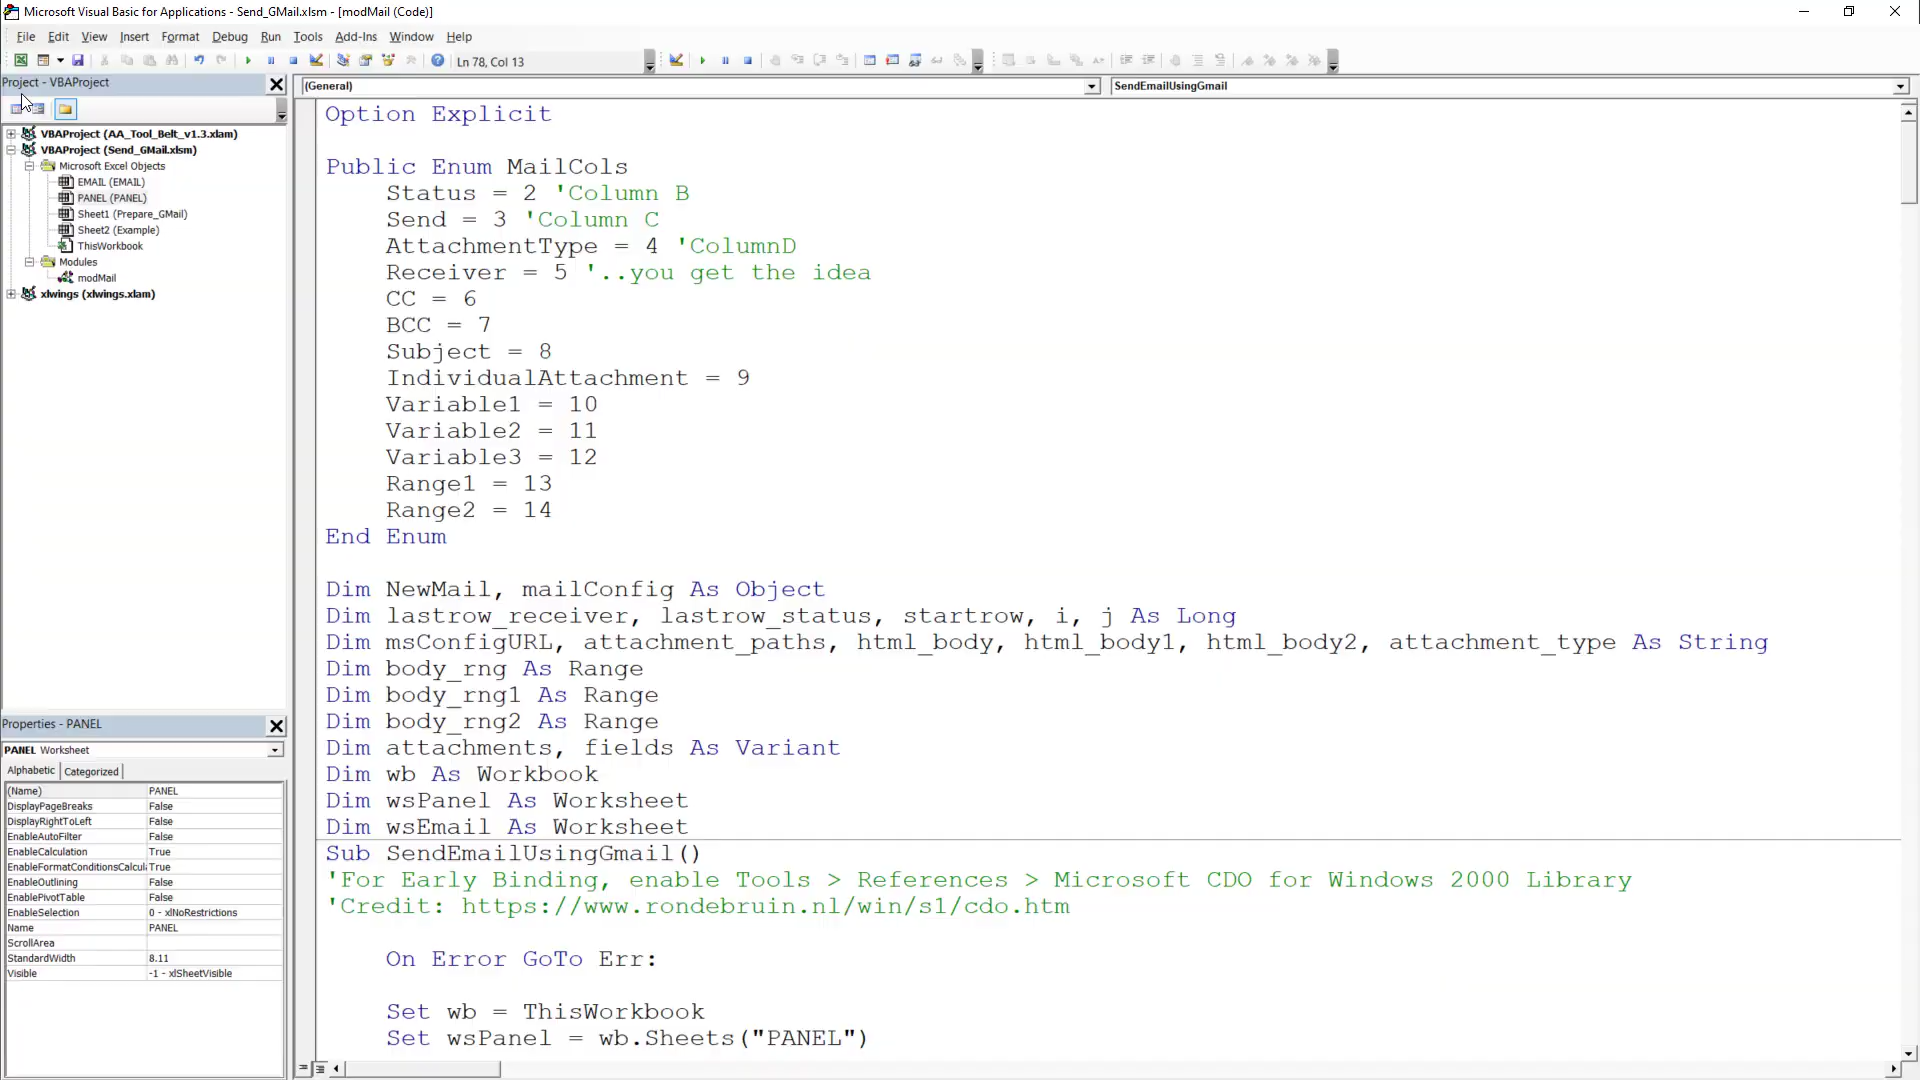 Microsoft Visual Basic for Applications - Send_GMail.xlsm - [modMail (Code)]
File Edit View Insert Format Debug Run Tools Add-Ins Window Help
Ln 78, Col 13
Project - VBAProject
VBAProject (AA_Tool_Belt_v1.3.xlam)
VBAProject (Send_GMail.xlsm)
Microsoft Excel Objects
EMAIL (EMAIL)
PANEL (PANEL)
Sheet1 (Prepare_GMail)
Sheet2 (Example)
ThisWorkbook
Modules
modMail
xlwings (xlwings.xlam)
Properties - PANEL
PANEL Worksheet
Alphabetic Categorized
(Name) PANEL
DisplayPageBreaks False
DisplayRightToLeft False
EnableAutoFilter False
EnableCalculation True
EnableFormatConditionsCalcul True
EnableOutlining False
EnablePivotTable False
EnableSelection 0 - xlNoRestrictions
Name PANEL
ScrollArea
StandardWidth 8.11
Visible -1 - xlSheetVisible
(General) SendEmailUsingGmail
Option Explicit
Public Enum MailCols
Status = 2 'Column B
Send = 3 'Column C
AttachmentType = 4 'ColumnD
Receiver = 5 '..you get the idea
CC = 6
BCC = 7
Subject = 8
IndividualAttachment = 9
Variable1 = 10
Variable2 = 11
Variable3 = 12
Range1 = 13
Range2 = 14
End Enum
Dim NewMail, mailConfig As Object
Dim lastrow_receiver, lastrow_status, startrow, i, j As Long
Dim msConfigURL, attachment_paths, html_body, html_body1, html_body2, attachment_type As String
Dim body_rng As Range
Dim body_rng1 As Range
Dim body_rng2 As Range
Dim attachments, fields As Variant
Dim wb As Workbook
Dim wsPanel As Worksheet
Dim wsEmail As Worksheet
Sub SendEmailUsingGmail()
'For Early Binding, enable Tools > References > Microsoft CDO for Windows 2000 Library
'Credit: https://www.rondebruin.nl/win/s1/cdo.htm
On Error GoTo Err:
Set wb = ThisWorkbook
Set wsPanel = wb.Sheets("PANEL")